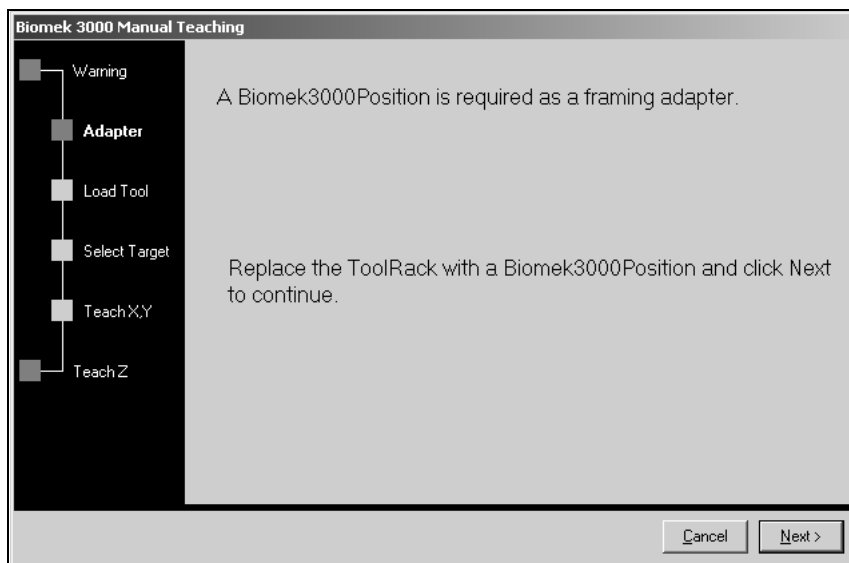 Biomek 3000 Manual Teaching
Warning
Adapter
Load Tool
Select Target
Teach X,Y
Teach Z
A Biomek3000Position is required as a framing adapter.
Replace the ToolRack with a Biomek3000Position and click Next
to continue.
Cancel
Next >